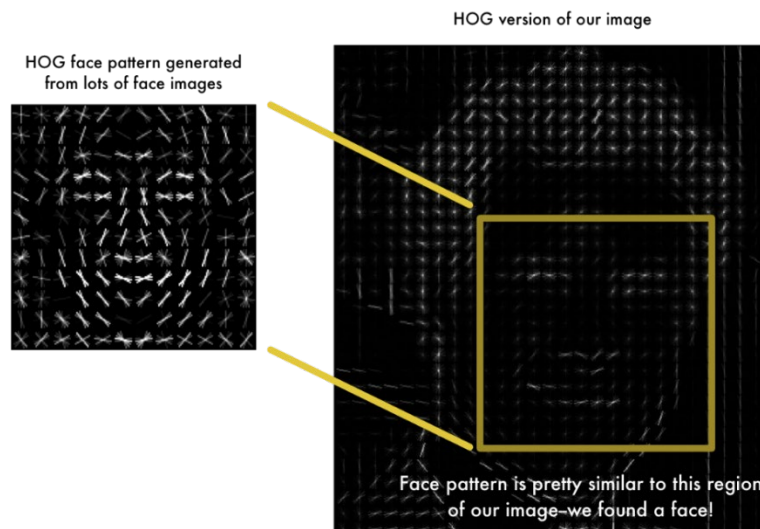 HOG version of our image
HOG face pattern generated
from lots of face images
Face pattern is pretty similar to this region
of our image–we found a face!